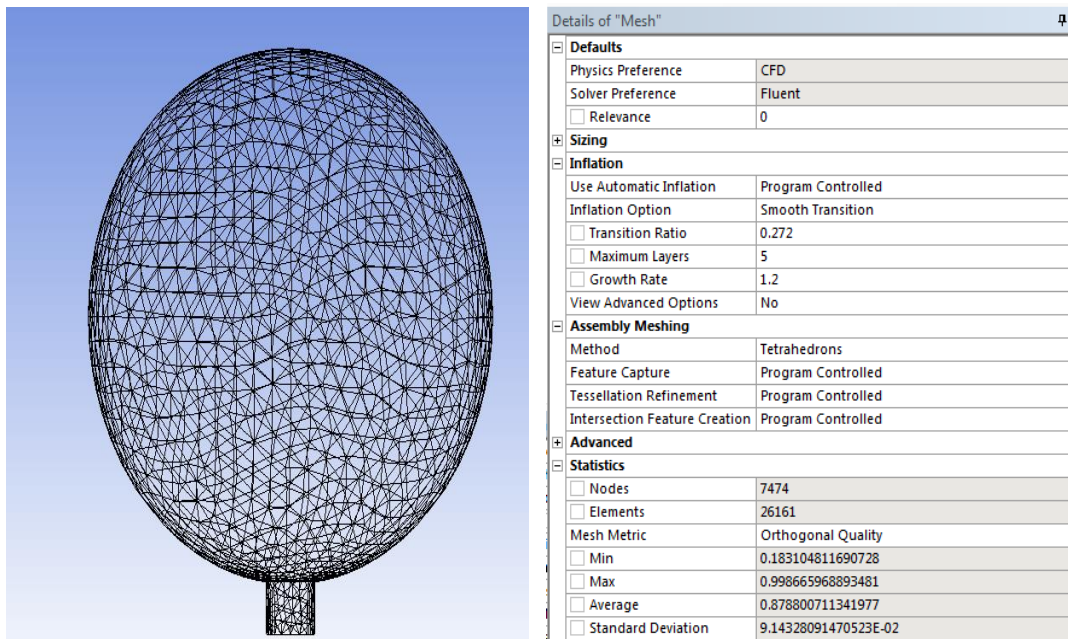 Details of "Mesh"
Defaults
Physics Preference CFD
Solver Preference Fluent
Relevance 0
Sizing
Inflation
Use Automatic Inflation Program Controlled
Inflation Option Smooth Transition
Transition Ratio 0.272
Maximum Layers 5
Growth Rate 1.2
View Advanced Options No
Assembly Meshing
Method Tetrahedrons
Feature Capture Program Controlled
Tessellation Refinement Program Controlled
Intersection Feature Creation Program Controlled
Advanced
Statistics
Nodes 7474
Elements 26161
Mesh Metric Orthogonal Quality
Min 0.183104811690728
Max 0.998665968893481
Average 0.878800711341977
Standard Deviation 9.14328091470523E-02